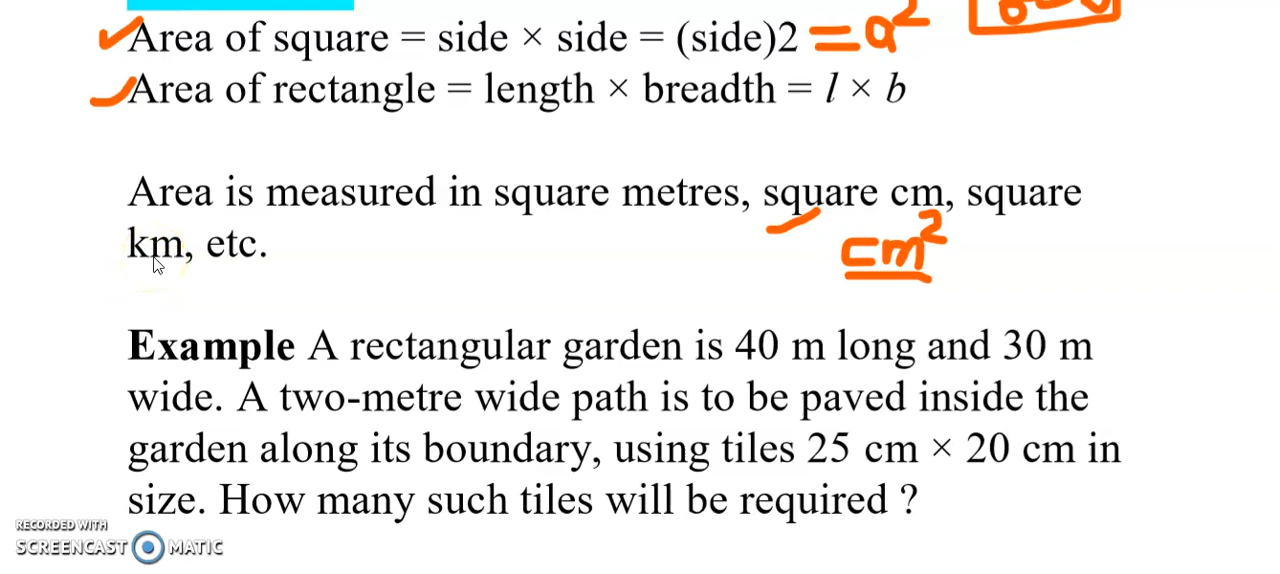 Area of square = side × side = (side)2 = a²
Area of rectangle = length × breadth = l × b
Area is measured in square metres, square cm, square
km, etc.
cm²
Example A rectangular garden is 40 m long and 30 m
wide. A two-metre wide path is to be paved inside the
garden along its boundary, using tiles 25 cm × 20 cm in
size. How many such tiles will be required ?
RECORDED WITH
SCREENCAST MATIC